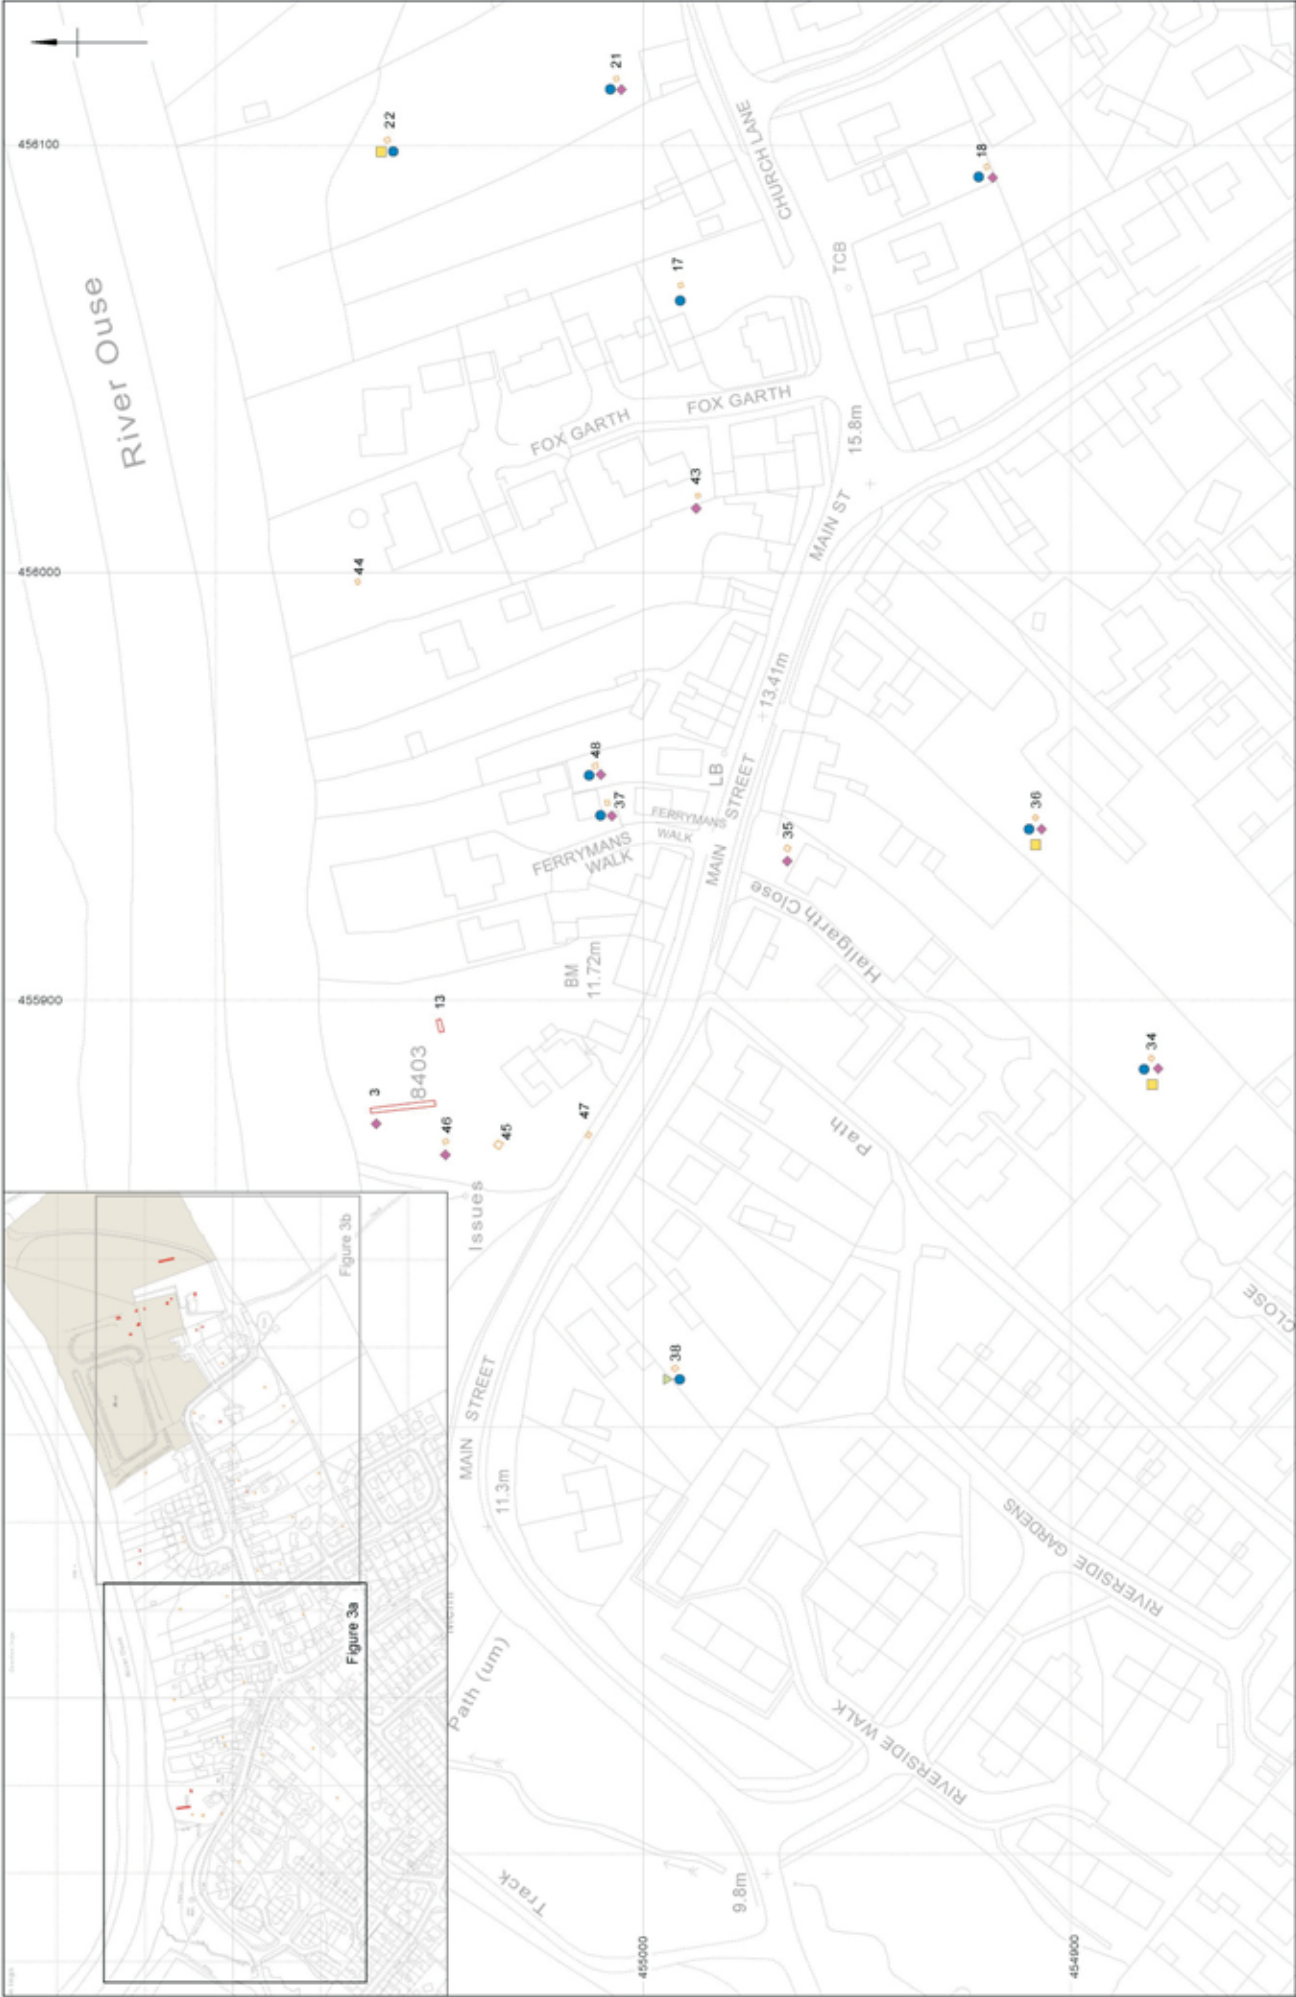 456100
456000
455900
455000
454900
River Ouse
22
21
18
17
CHURCH LANE
TCB
FOX GARTH
FOX GARTH
43
44
15.8m
MAIN ST
13.41m
48
37
FERRYMANS
WALK
FERRYMANS
WALK
LB
MAIN STREET
35
36
Hallgarth Close
BM
11.72m
13
8403
3
46
45
47
Issues
34
Path
CLOSE
38
MAIN STREET
11.3m
RIVERSIDE GARDENS
RIVERSIDE WALK
Path (um)
Track
9.8m
Figure 3b
Figure 3a